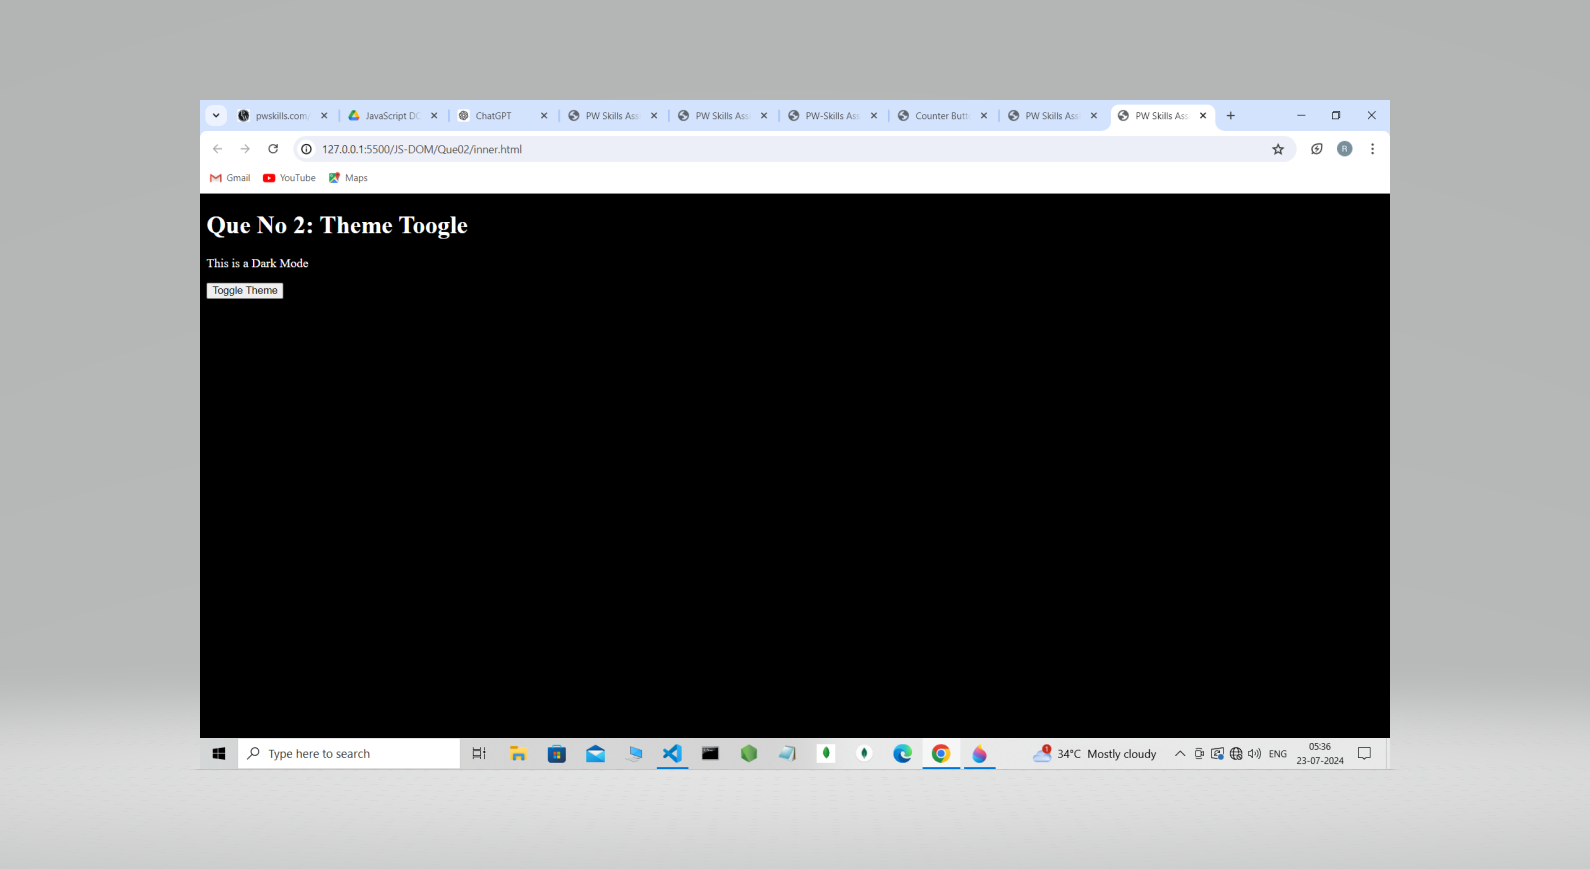 pwskills.com/
JavaScript DO
ChatGPT
PW Skills Ass
PW Skills Ass
PW-Skills Ass
Counter Butt
PW Skills Ass
PW Skills Ass
127.0.0.1:5500/JS-DOM/Que02/inner.html
R
Gmail YouTube Maps
Que No 2: Theme Toogle
This is a Dark Mode
Toggle Theme
Type here to search
1
34°C Mostly cloudy
ENG
05:36
23-07-2024